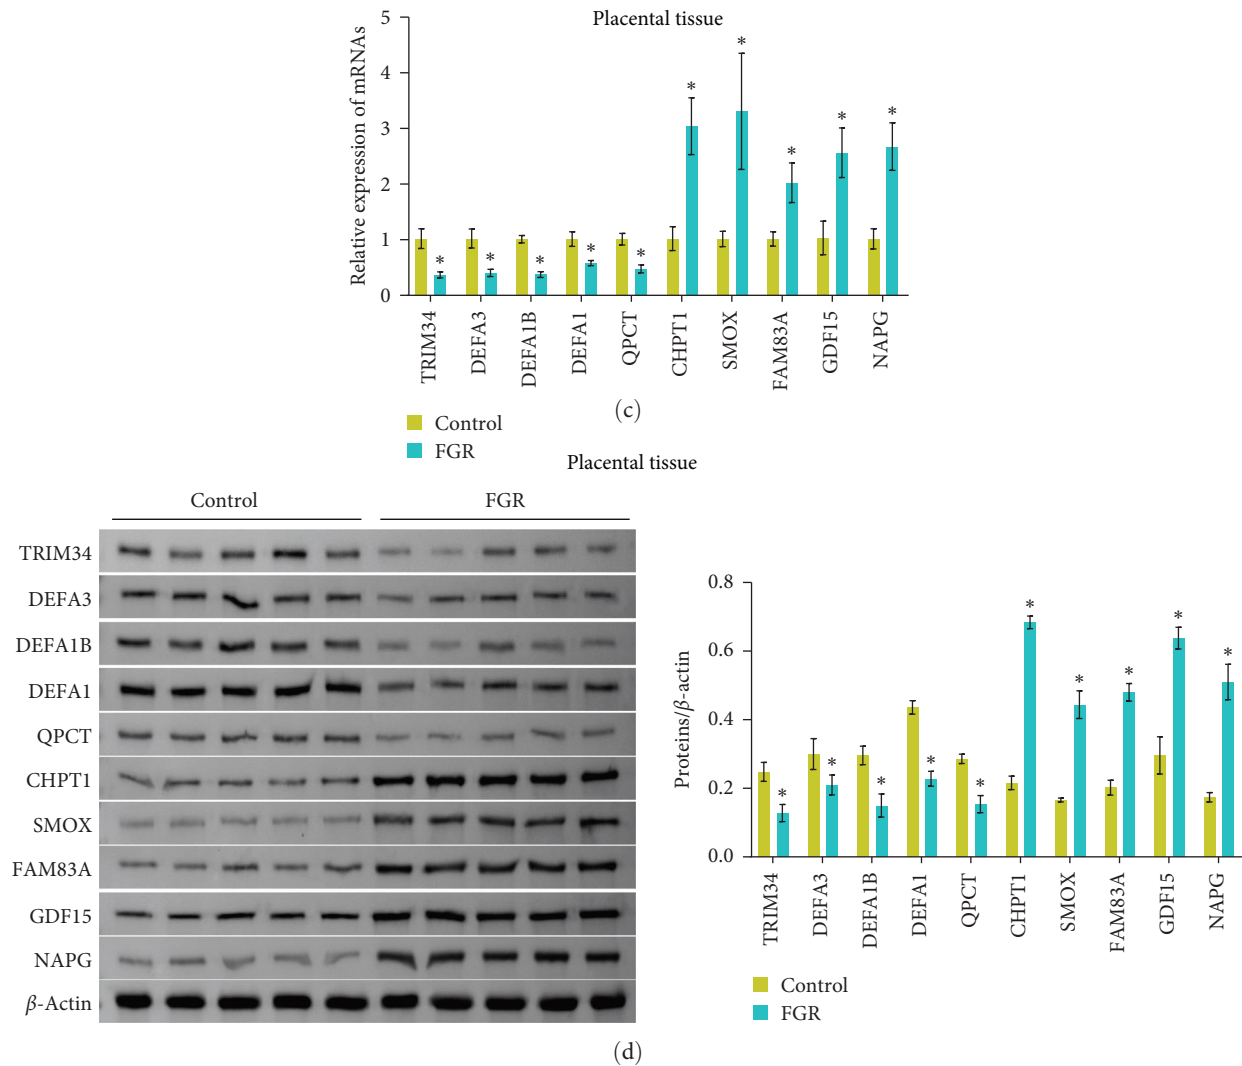 Placental tissue
Relative expression of mRNAs
5
4
3
2
1
0
* * * * * * * * * *
TRIM34 DEFA3 DEFA1B DEFA1 QPCT CHPT1 SMOX FAM83A GDF15 NAPG
Control
FGR
(c)
Placental tissue
Control FGR
TRIM34
DEFA3
DEFA1B
DEFA1
QPCT
CHPT1
SMOX
FAM83A
GDF15
NAPG
β-Actin
Proteins/β-actin
0.8
0.6
0.4
0.2
0.0
* * * * * * * * * *
TRIM34 DEFA3 DEFA1B DEFA1 QPCT CHPT1 SMOX FAM83A GDF15 NAPG
Control
FGR
(d)